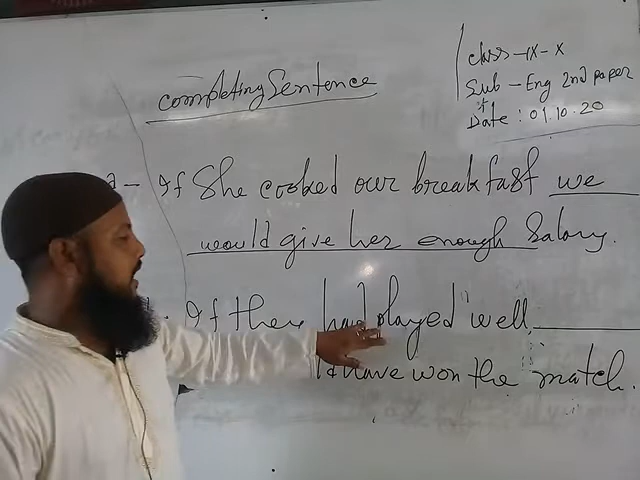 Completing Sentence
Class - IX - X
Sub - Eng 2nd paper
Date : 01.10.20
a - If She cooked our breakfast we
would give her enough Salary.
If they had played well,
have won the match.